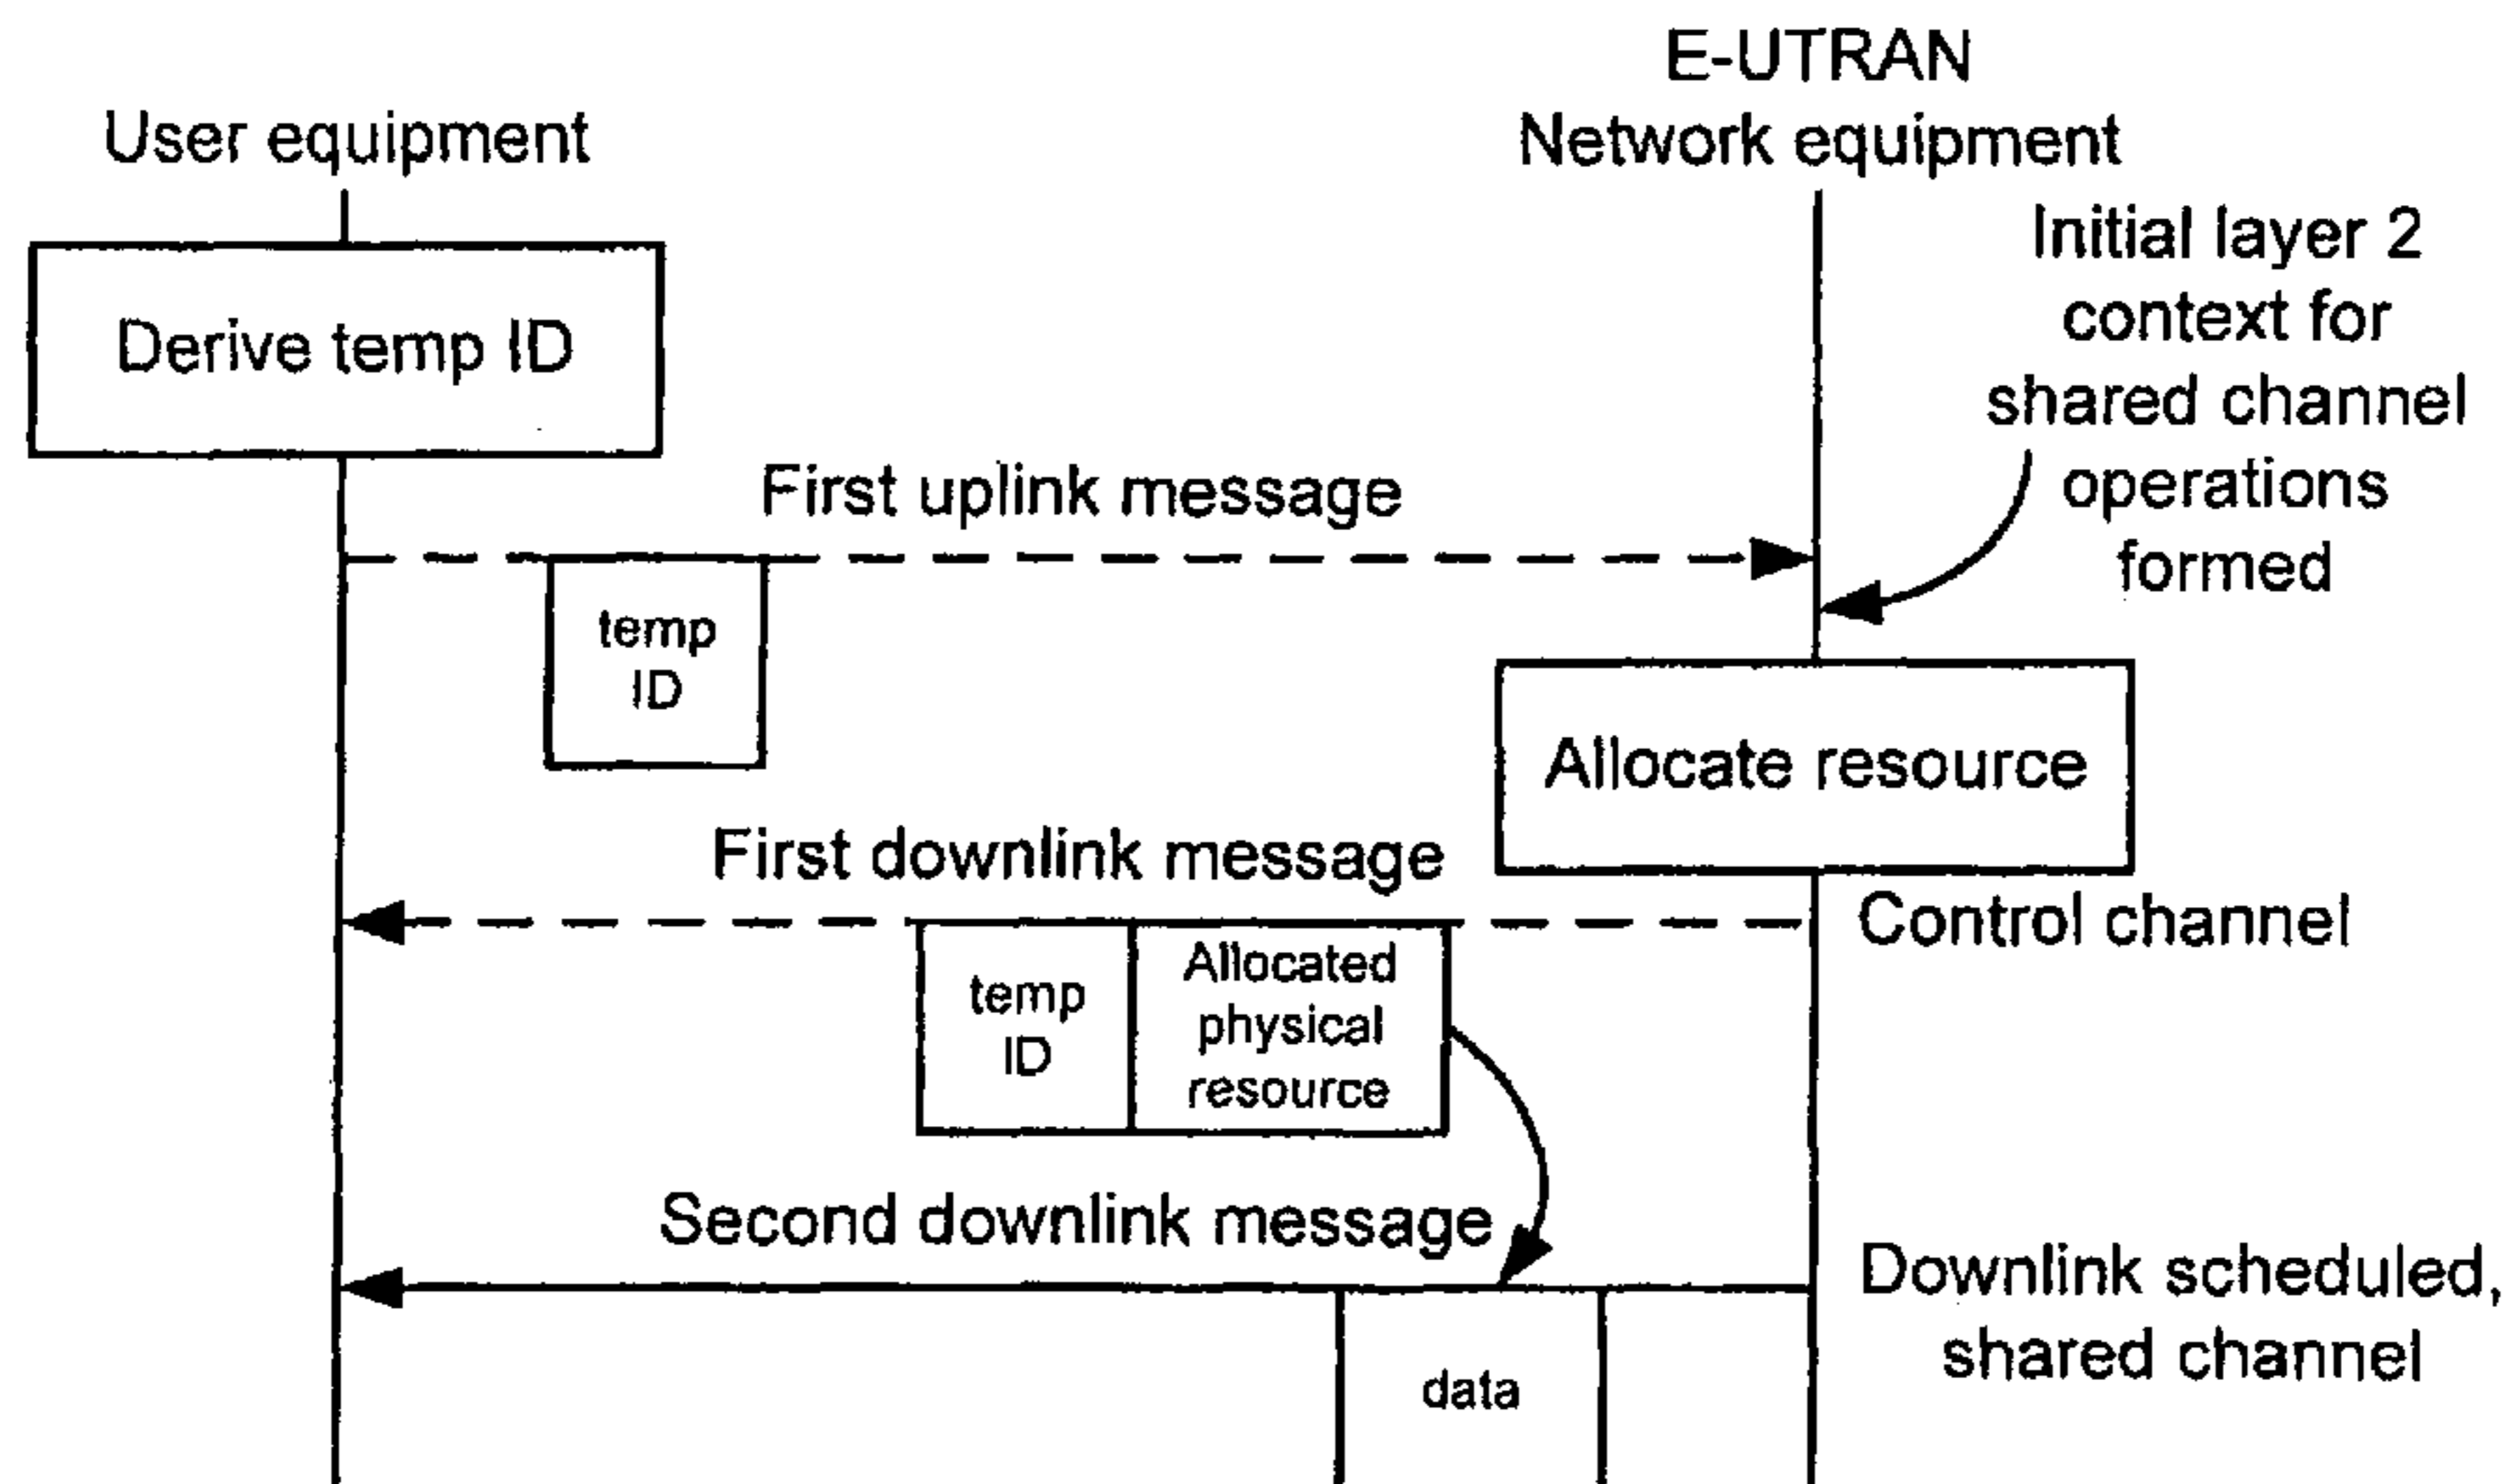 E-UTRAN
User equipment
Network equipment
Initial layer 2
context for
shared channel
operations
formed
Derive temp ID
First uplink message
temp
ID
Allocate resource
First downlink message
Control channel
temp
ID
Allocated
physical
resource
Second downlink message
Downlink scheduled,
shared channel
data